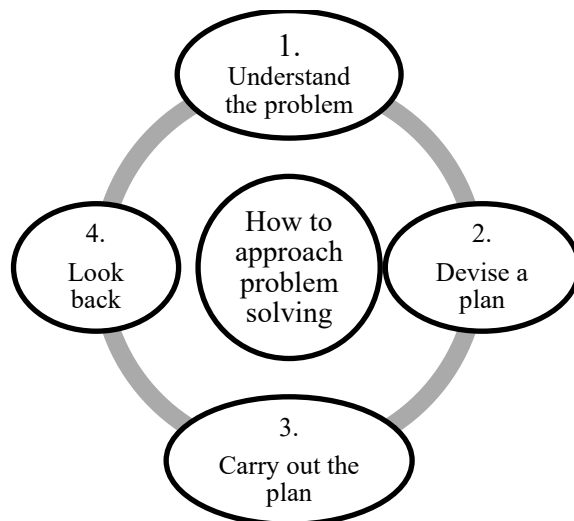 1.
Understand
the problem
How to
approach
problem
solving
2.
Devise a
plan
3.
Carry out the
plan
4.
Look
back